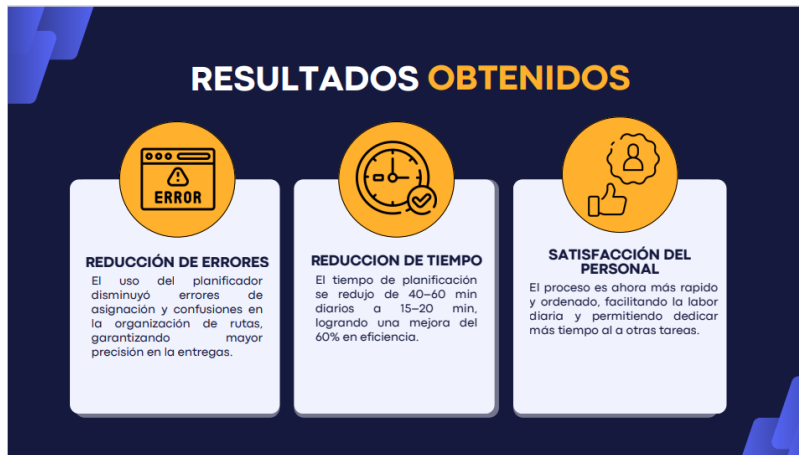 RESULTADOS OBTENIDOS
ERROR
REDUCCIÓN DE ERRORES
El uso del planificador
disminuyó errores de
asignación y confusiones en
la organización de rutas,
garantizando mayor
precisión en la entregas.
REDUCCION DE TIEMPO
El tiempo de planificación
se redujo de 40–60 min
diarios a 15–20 min,
logrando una mejora del
60% en eficiencia.
SATISFACCIÓN DEL
PERSONAL
El proceso es ahora más rapido
y ordenado, facilitando la labor
diaria y permitiendo dedicar
más tiempo al a otras tareas.